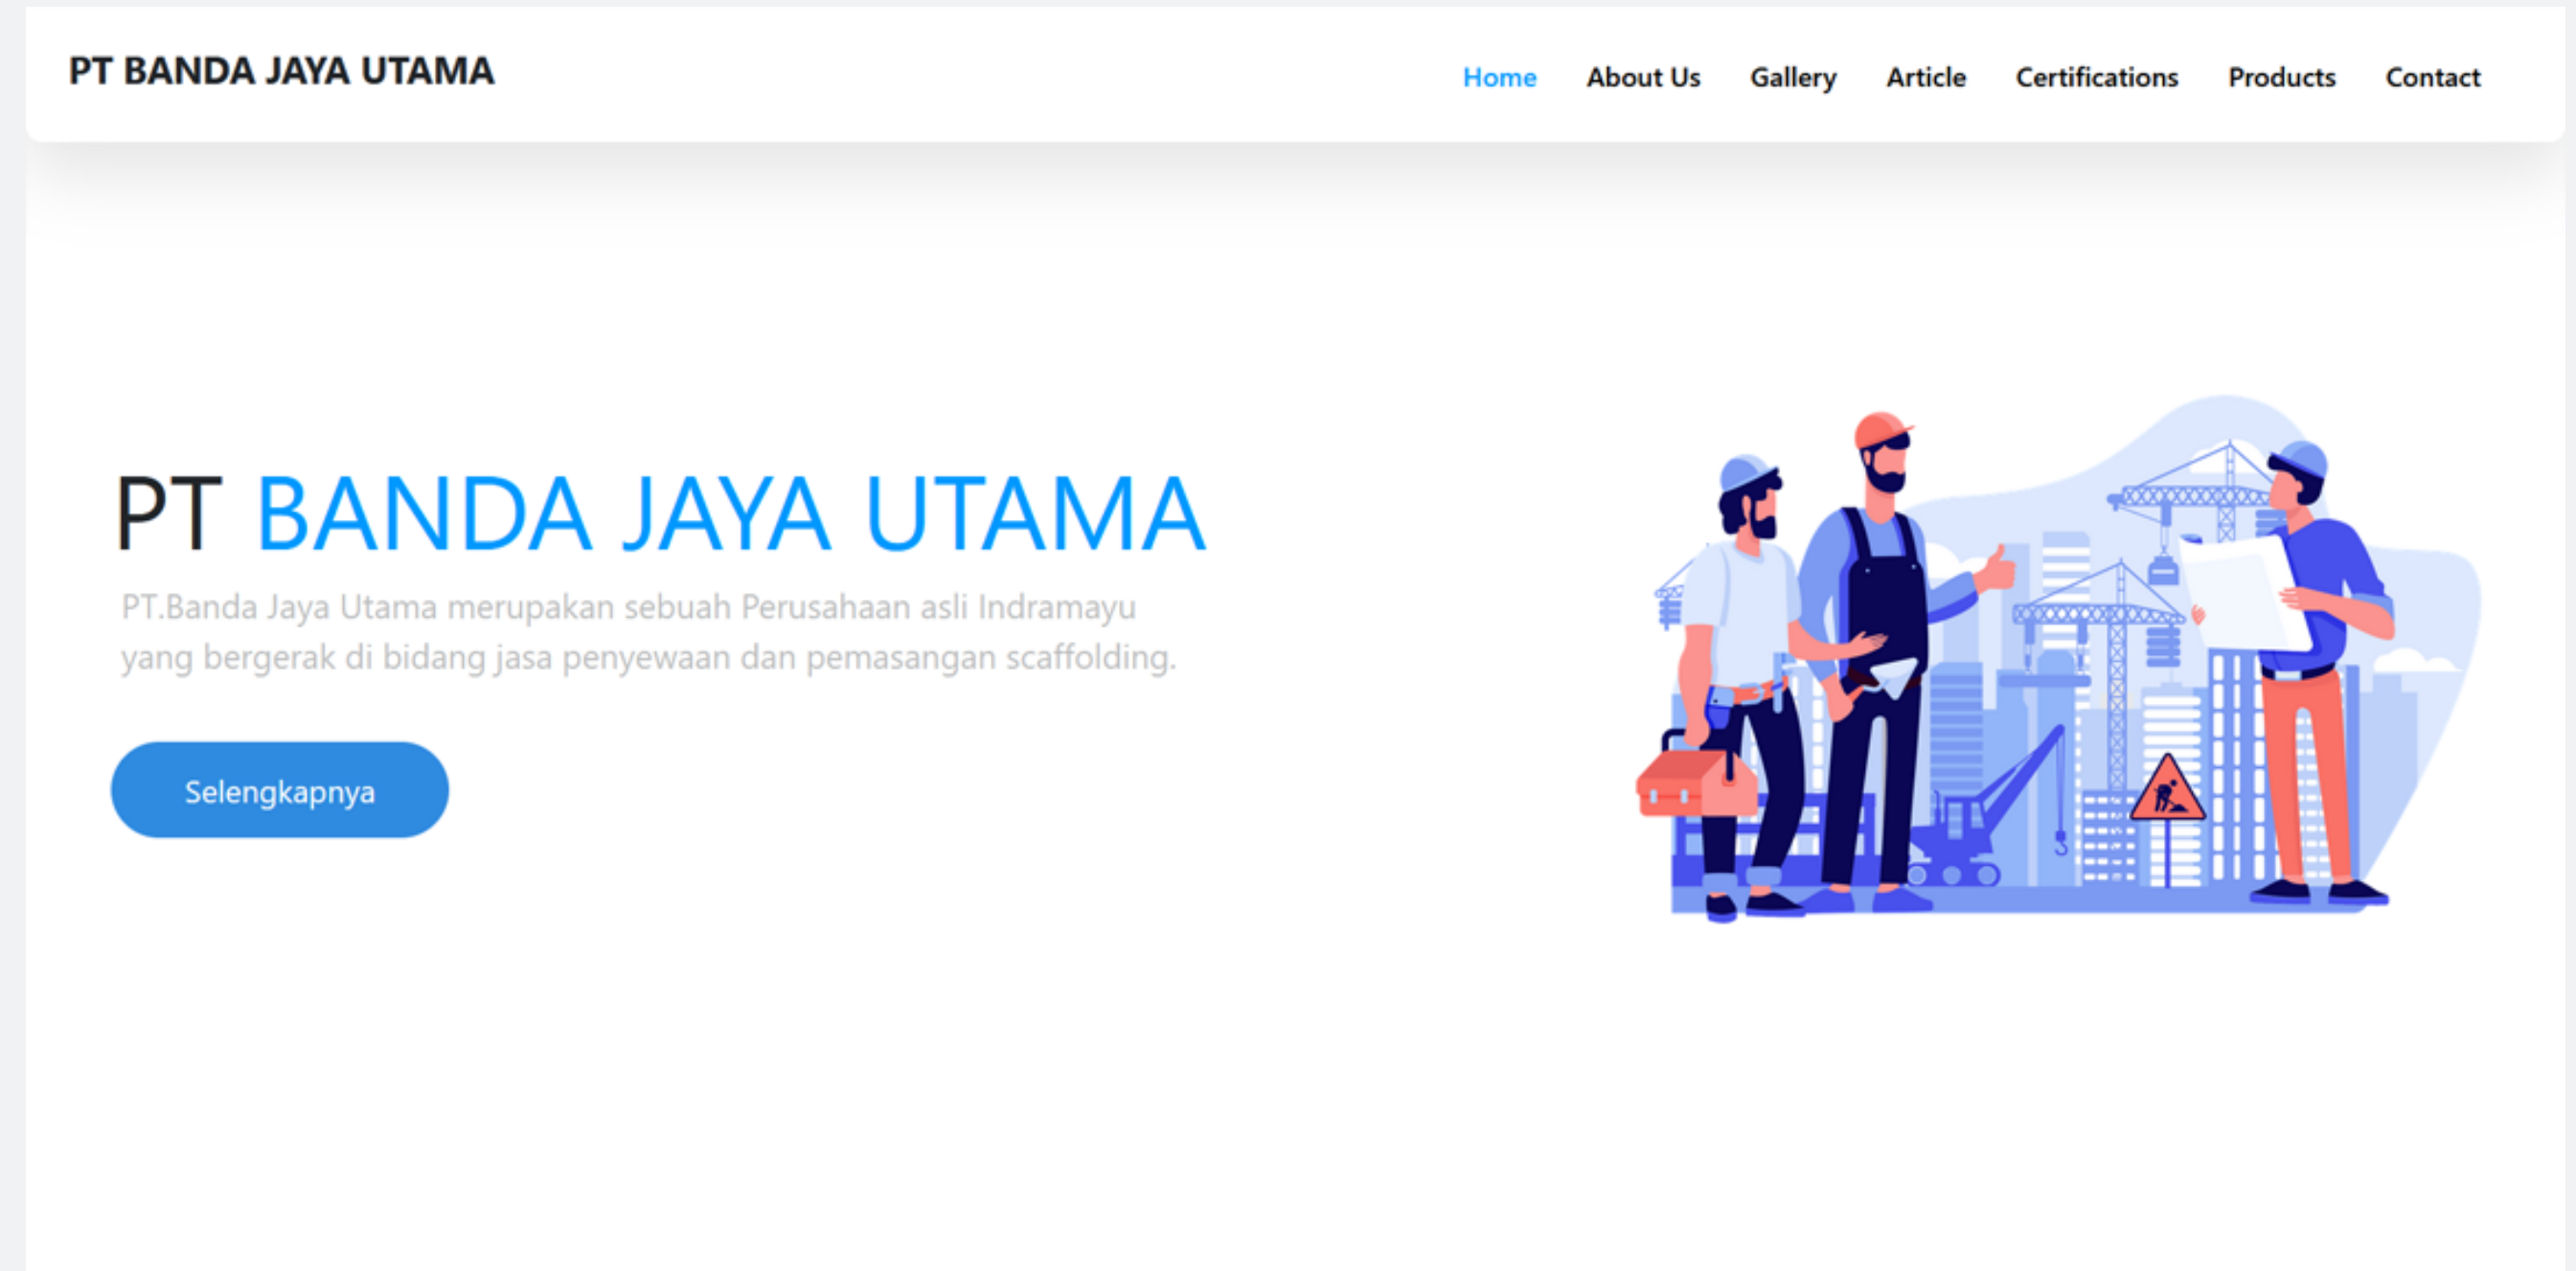 PT BANDA JAYA UTAMA
Home About Us Gallery Article Certifications Products Contact
PT BANDA JAYA UTAMA
PT.Banda Jaya Utama merupakan sebuah Perusahaan asli Indramayu
yang bergerak di bidang jasa penyewaan dan pemasangan scaffolding.
Selengkapnya